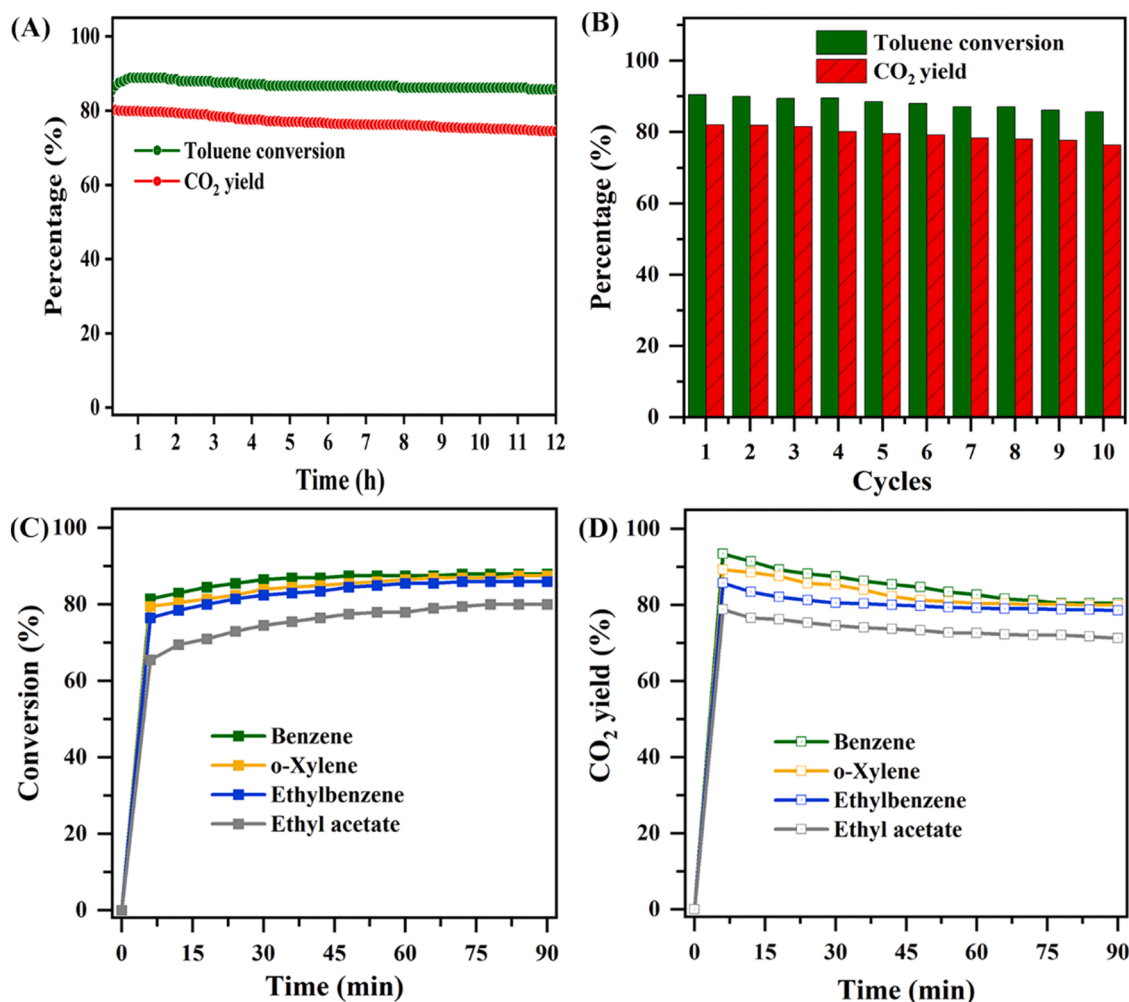 (A)
Percentage (%)
100
80
60
40
20
0
Toluene conversion
CO₂ yield
1 2 3 4 5 6 7 8 9 10 11 12
Time (h)
(B)
Percentage (%)
100
80
60
40
20
0
Toluene conversion
CO₂ yield
1 2 3 4 5 6 7 8 9 10
Cycles
(C)
Conversion (%)
100
80
60
40
20
0
Benzene
o-Xylene
Ethylbenzene
Ethyl acetate
0 15 30 45 60 75 90
Time (min)
(D)
CO₂ yield (%)
100
80
60
40
20
0
Benzene
o-Xylene
Ethylbenzene
Ethyl acetate
0 15 30 45 60 75 90
Time (min)